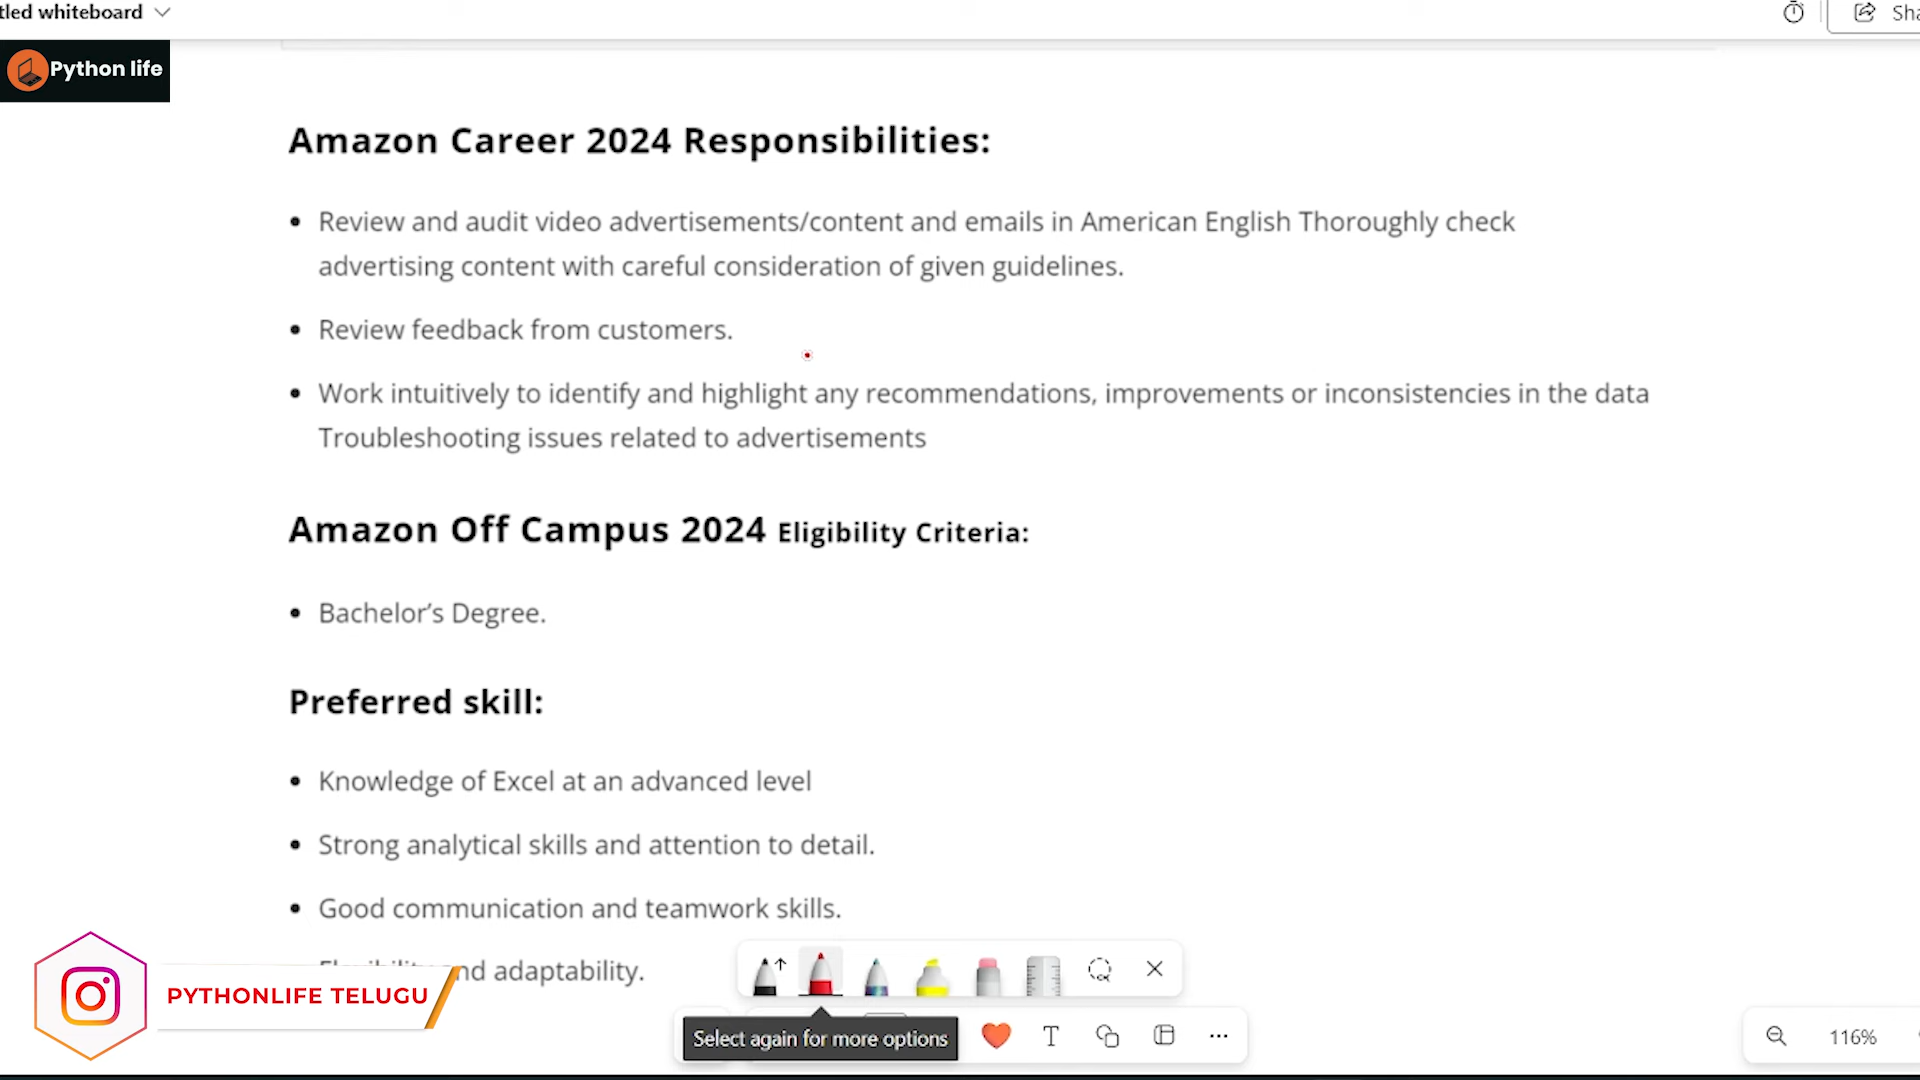 tled whiteboard
Sha
Python life
Amazon Career 2024 Responsibilities:
• Review and audit video advertisements/content and emails in American English Thoroughly check
advertising content with careful consideration of given guidelines.
• Review feedback from customers.
• Work intuitively to identify and highlight any recommendations, improvements or inconsistencies in the data
Troubleshooting issues related to advertisements
Amazon Off Campus 2024 Eligibility Criteria:
• Bachelor’s Degree.
Preferred skill:
• Knowledge of Excel at an advanced level
• Strong analytical skills and attention to detail.
• Good communication and teamwork skills.
nd adaptability.
PYTHONLIFE TELUGU
Select again for more options
T
116%